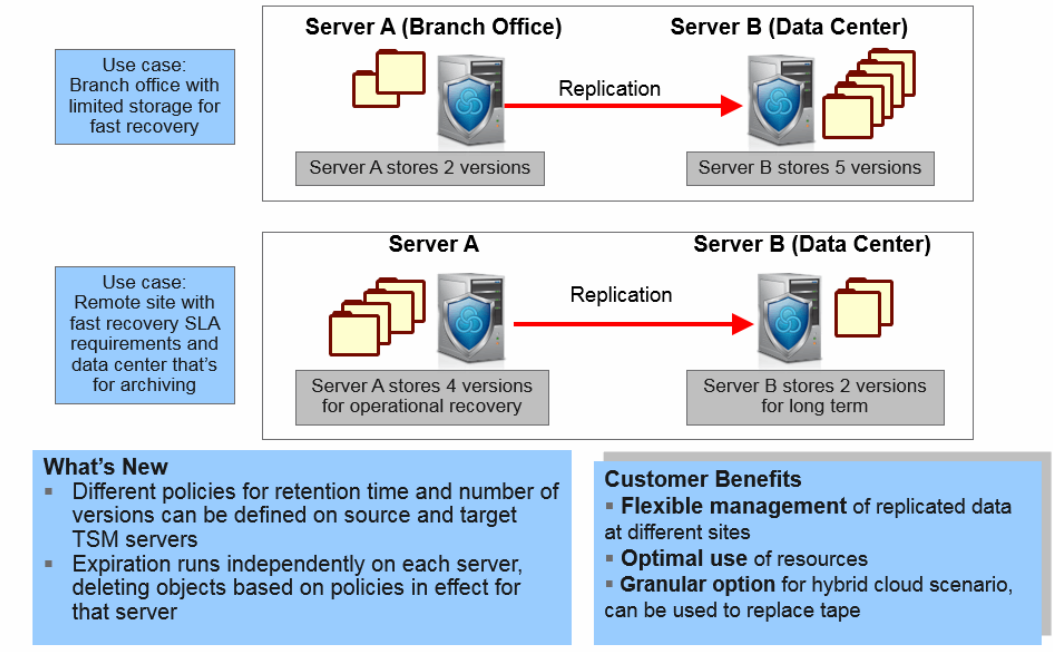 Use case:
Branch office with
limited storage for
fast recovery
Server A (Branch Office)
Server B (Data Center)
Replication
Server A stores 2 versions
Server B stores 5 versions
Use case:
Remote site with
fast recovery SLA
requirements and
data center that's
for archiving
Server A
Server B (Data Center)
Replication
Server A stores 4 versions
for operational recovery
Server B stores 2 versions
for long term
What's New
▪ Different policies for retention time and number of
versions can be defined on source and target
TSM servers
▪ Expiration runs independently on each server,
deleting objects based on policies in effect for
that server
Customer Benefits
▪ Flexible management of replicated data
at different sites
▪ Optimal use of resources
▪ Granular option for hybrid cloud scenario,
can be used to replace tape